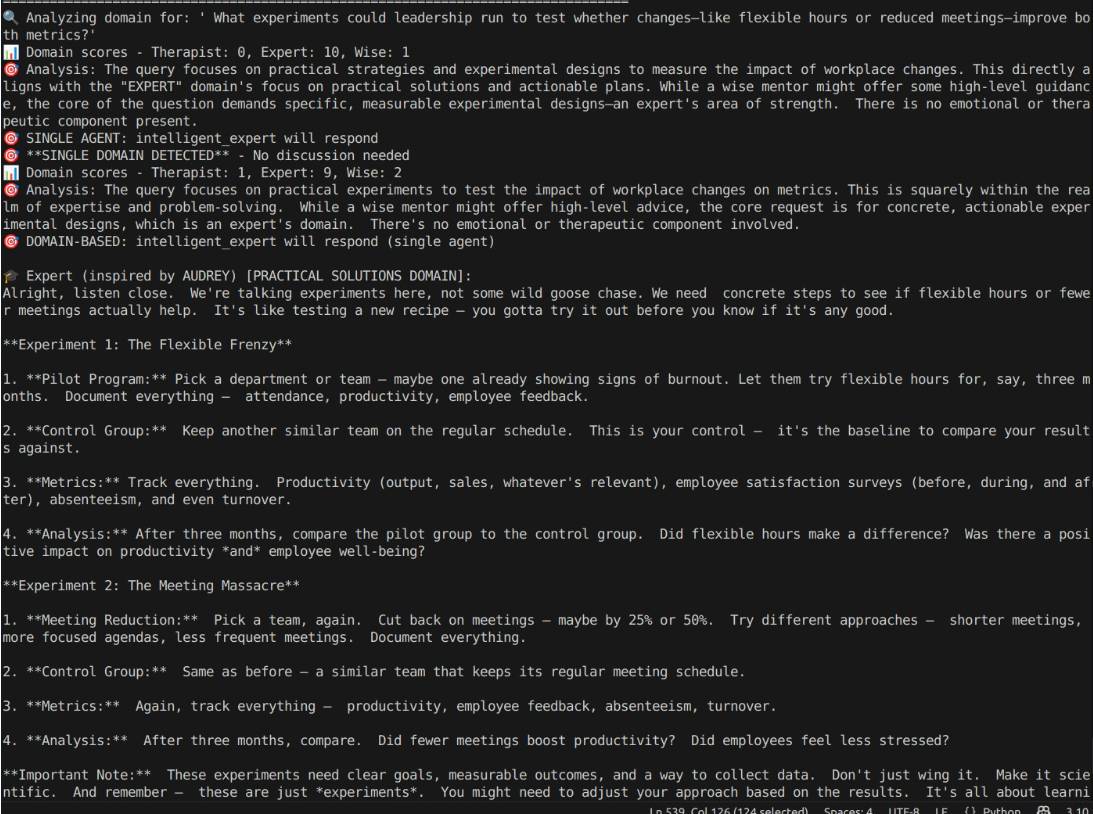 ================================================================================
🔍 Analyzing domain for: ' What experiments could leadership run to test whether changes—like flexible hours or reduced meetings—improve bo
th metrics?'
📊 Domain scores - Therapist: 0, Expert: 10, Wise: 1
🎯 Analysis: The query focuses on practical strategies and experimental designs to measure the impact of workplace changes. This directly a
ligns with the "EXPERT" domain's focus on practical solutions and actionable plans. While a wise mentor might offer some high-level guidanc
e, the core of the question demands specific, measurable experimental designs—an expert's area of strength.  There is no emotional or thera
peutic component present.
🎯 SINGLE AGENT: intelligent_expert will respond
🎯 **SINGLE DOMAIN DETECTED** - No discussion needed
📊 Domain scores - Therapist: 1, Expert: 9, Wise: 2
🎯 Analysis: The query focuses on practical experiments to test the impact of workplace changes on metrics. This is squarely within the rea
lm of expertise and problem-solving.  While a wise mentor might offer high-level advice, the core request is for concrete, actionable exper
imental designs, which is an expert's domain.  There's no emotional or therapeutic component involved.
🎯 DOMAIN-BASED: intelligent_expert will respond (single agent)
🎓 Expert (inspired by AUDREY) [PRACTICAL SOLUTIONS DOMAIN]:
Alright, listen close.  We're talking experiments here, not some wild goose chase. We need  concrete steps to see if flexible hours or fewe
r meetings actually help.  It's like testing a new recipe – you gotta try it out before you know if it's any good.
**Experiment 1: The Flexible Frenzy**
1. **Pilot Program:** Pick a department or team – maybe one already showing signs of burnout. Let them try flexible hours for, say, three m
onths.  Document everything –  attendance, productivity, employee feedback.
2. **Control Group:**  Keep another similar team on the regular schedule.  This is your control –  it's the baseline to compare your result
s against.
3. **Metrics:** Track everything.  Productivity (output, sales, whatever's relevant), employee satisfaction surveys (before, during, and af
ter), absenteeism, and even turnover.
4. **Analysis:** After three months, compare the pilot group to the control group.  Did flexible hours make a difference?  Was there a posi
tive impact on productivity *and* employee well-being?
**Experiment 2: The Meeting Massacre**
1. **Meeting Reduction:**  Pick a team, again.  Cut back on meetings – maybe by 25% or 50%.  Try different approaches –  shorter meetings,
more focused agendas, less frequent meetings.  Document everything.
2. **Control Group:**  Same as before – a similar team that keeps its regular meeting schedule.
3. **Metrics:**  Again, track everything –  productivity, employee feedback, absenteeism, turnover.
4. **Analysis:**  After three months, compare.  Did fewer meetings boost productivity?  Did employees feel less stressed?
**Important Note:**  These experiments need clear goals, measurable outcomes, and a way to collect data.  Don't just wing it.  Make it scie
ntific.  And remember –  these are just *experiments*.  You might need to adjust your approach based on the results.  It's all about learni
Ln 539, Col 126 (124 selected)   Spaces: 4   UTF-8   LF   {} Python   3.10